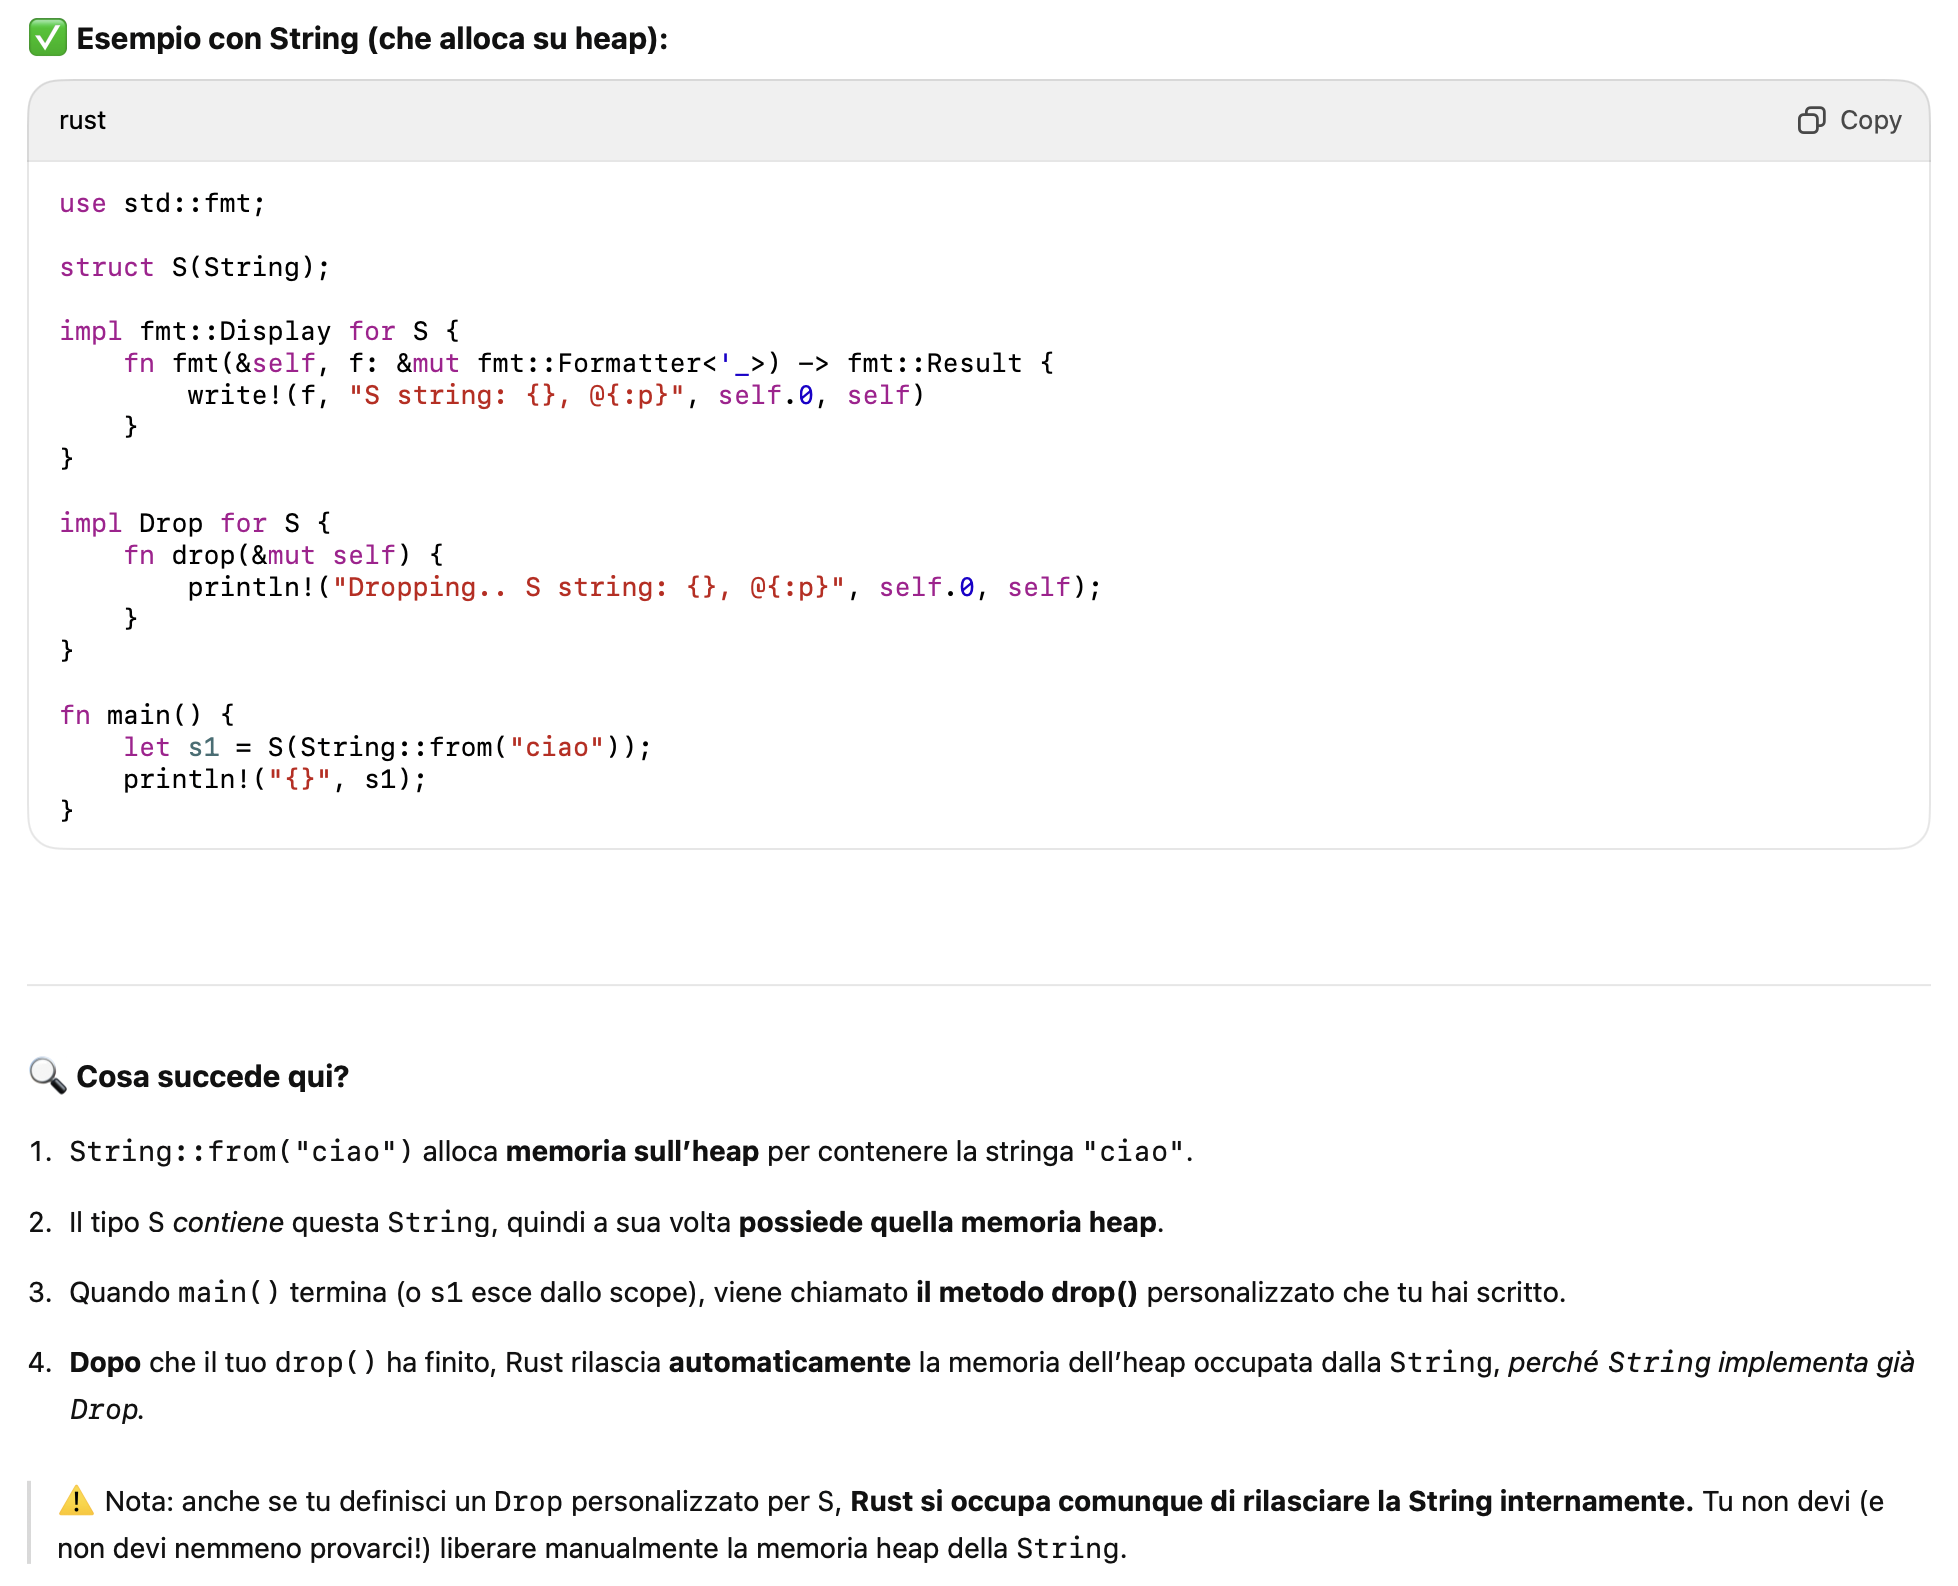 ✅ Esempio con String (che alloca su heap):
rust
Copy
use std::fmt;
struct S(String);
impl fmt::Display for S {
    fn fmt(&self, f: &mut fmt::Formatter<'_>) -> fmt::Result {
        write!(f, "S string: {}, @{:p}", self.0, self)
    }
}
impl Drop for S {
    fn drop(&mut self) {
        println!("Dropping.. S string: {}, @{:p}", self.0, self);
    }
}
fn main() {
    let s1 = S(String::from("ciao"));
    println!("{}", s1);
}
🔍 Cosa succede qui?
1. String::from("ciao") alloca memoria sull’heap per contenere la stringa "ciao".
2. Il tipo S contiene questa String, quindi a sua volta possiede quella memoria heap.
3. Quando main() termina (o s1 esce dallo scope), viene chiamato il metodo drop() personalizzato che tu hai scritto.
4. Dopo che il tuo drop() ha finito, Rust rilascia automaticamente la memoria dell’heap occupata dalla String, perché String implementa già
Drop.
⚠️ Nota: anche se tu definisci un Drop personalizzato per S, Rust si occupa comunque di rilasciare la String internamente. Tu non devi (e
non devi nemmeno provarci!) liberare manualmente la memoria heap della String.